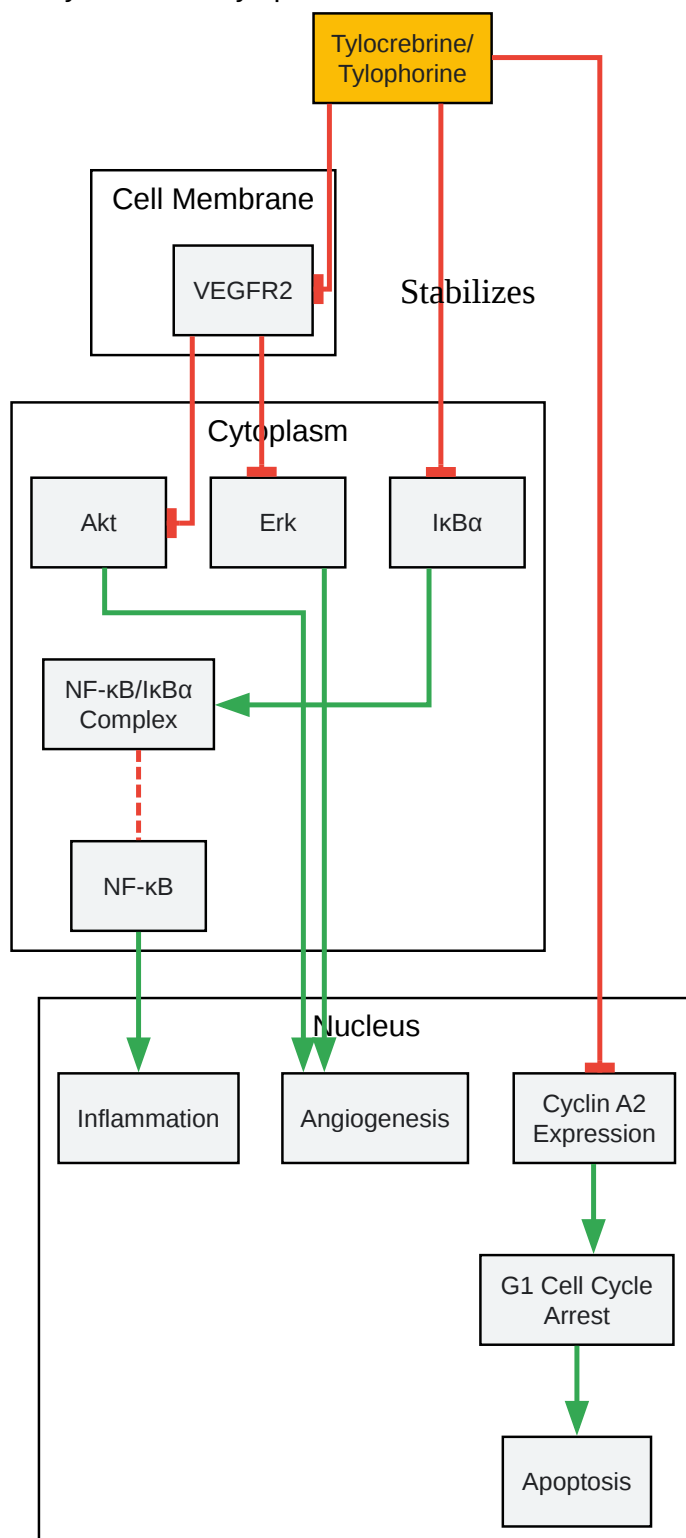 Tylocrebrine/
Tylophorine
Cell Membrane
VEGFR2
Stabilizes
Cytoplasm
Akt
Erk
IκBα
NF-κB/IκBα
Complex
NF-κB
Nucleus
Inflammation
Angiogenesis
Cyclin A2
Expression
G1 Cell Cycle
Arrest
Apoptosis